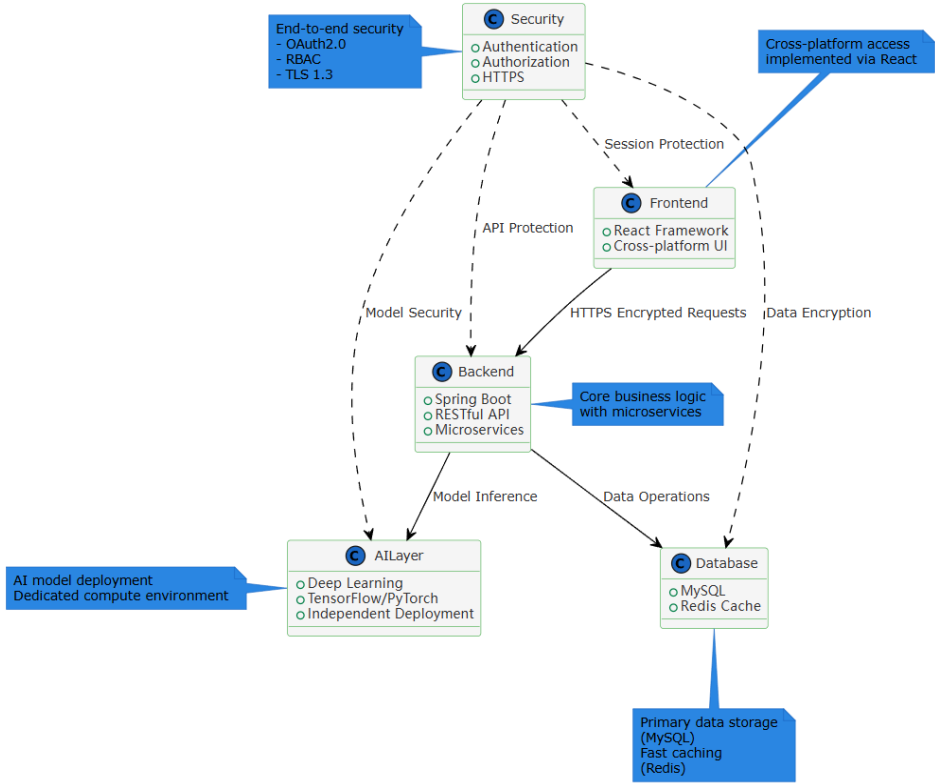 End-to-end security
- OAuth2.0
- RBAC
- TLS 1.3
C Security
Authentication
Authorization
HTTPS
Cross-platform access
implemented via React
Session Protection
C Frontend
React Framework
Cross-platform UI
API Protection
Model Security
HTTPS Encrypted Requests
Data Encryption
C Backend
Spring Boot
RESTful API
Microservices
Core business logic
with microservices
Model Inference
Data Operations
AI model deployment
Dedicated compute environment
C AILayer
Deep Learning
TensorFlow/PyTorch
Independent Deployment
C Database
MySQL
Redis Cache
Primary data storage
(MySQL)
Fast caching
(Redis)